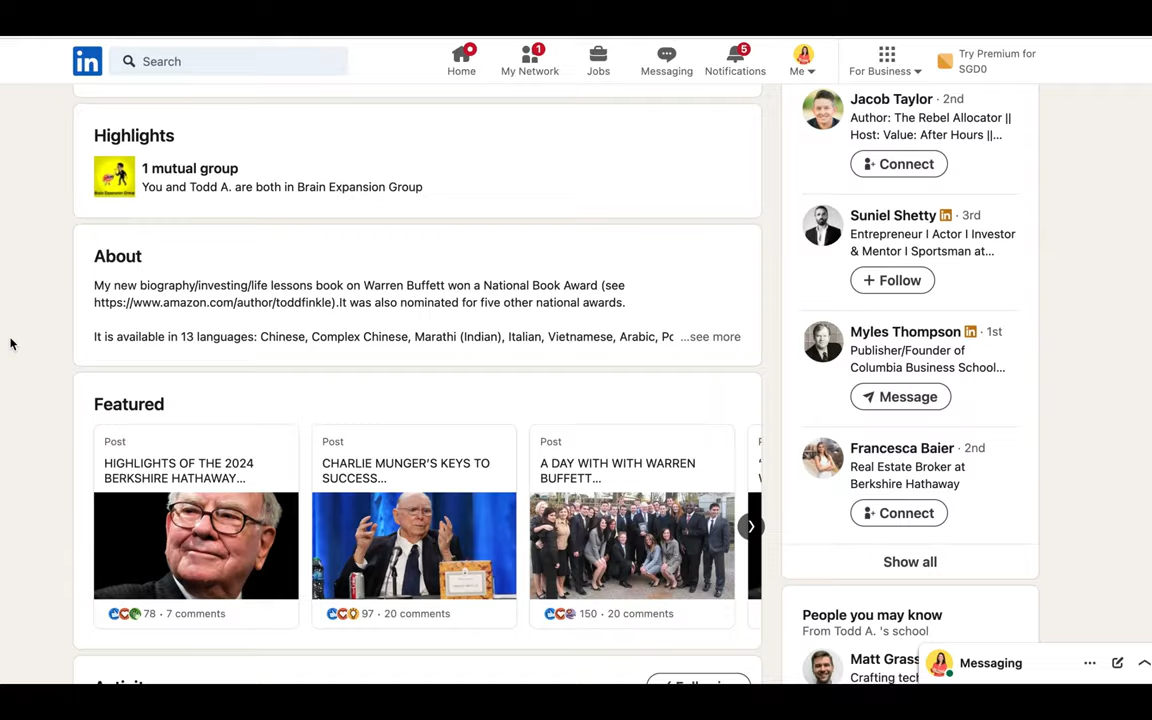 in
Search
Home
1
My Network
Jobs
Messaging
5
Notifications
Me
For Business
Try Premium for
SGD0
Highlights
1 mutual group
You and Todd A. are both in Brain Expansion Group
About
My new biography/investing/life lessons book on Warren Buffett won a National Book Award (see
https://www.amazon.com/author/toddfinkle).It was also nominated for five other national awards.
It is available in 13 languages: Chinese, Complex Chinese, Marathi (Indian), Italian, Vietnamese, Arabic, Pc ...see more
Featured
Post
HIGHLIGHTS OF THE 2024
BERKSHIRE HATHAWAY...
78 · 7 comments
Post
CHARLIE MUNGER'S KEYS TO
SUCCESS...
97 · 20 comments
Post
A DAY WITH WITH WARREN
BUFFETT...
150 · 20 comments
Jacob Taylor · 2nd
Author: The Rebel Allocator ||
Host: Value: After Hours ||...
Connect
Suniel Shetty in · 3rd
Entrepreneur I Actor I Investor
& Mentor I Sportsman at...
+ Follow
Myles Thompson in · 1st
Publisher/Founder of
Columbia Business School...
Message
Francesca Baier · 2nd
Real Estate Broker at
Berkshire Hathaway
Connect
Show all
People you may know
From Todd A. 's school
Matt Grass
Crafting tech
Messaging